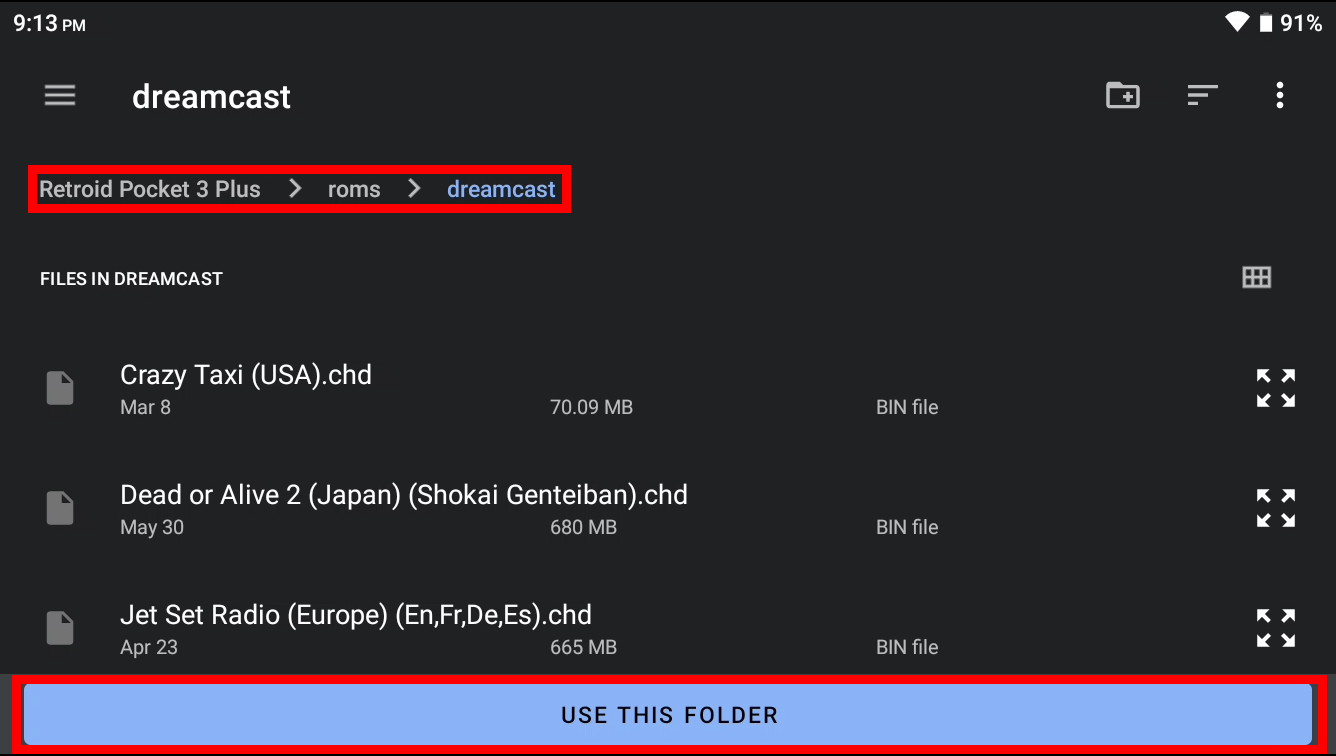 9:13 PM 91%
dreamcast
Retroid Pocket 3 Plus > roms > dreamcast
FILES IN DREAMCAST
Crazy Taxi (USA).chd
Mar 8 70.09 MB BIN file
Dead or Alive 2 (Japan) (Shokai Genteiban).chd
May 30 680 MB BIN file
Jet Set Radio (Europe) (En,Fr,De,Es).chd
Apr 23 665 MB BIN file
USE THIS FOLDER